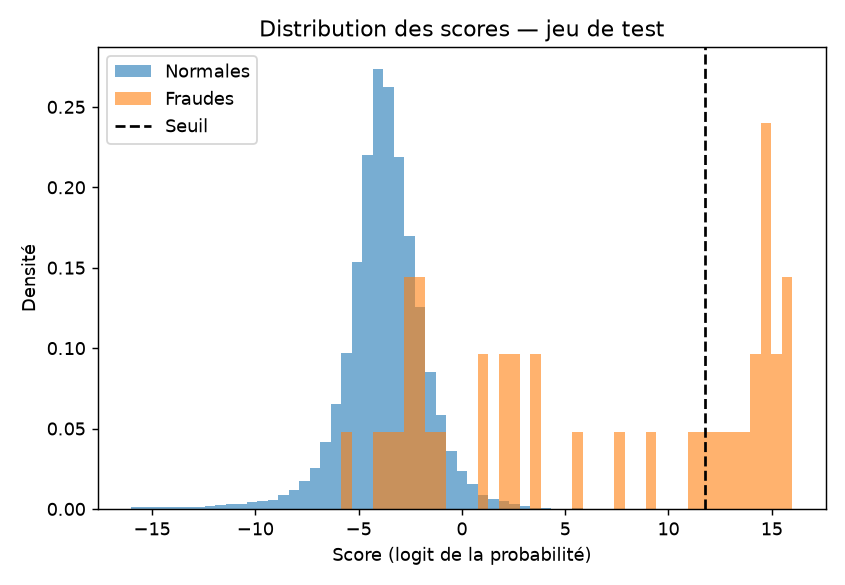 Distribution des scores — jeu de test
Normales
Fraudes
Seuil
Densité
0.25
0.20
0.15
0.10
0.05
0.00
−15
−10
−5
0
5
10
15
Score (logit de la probabilité)